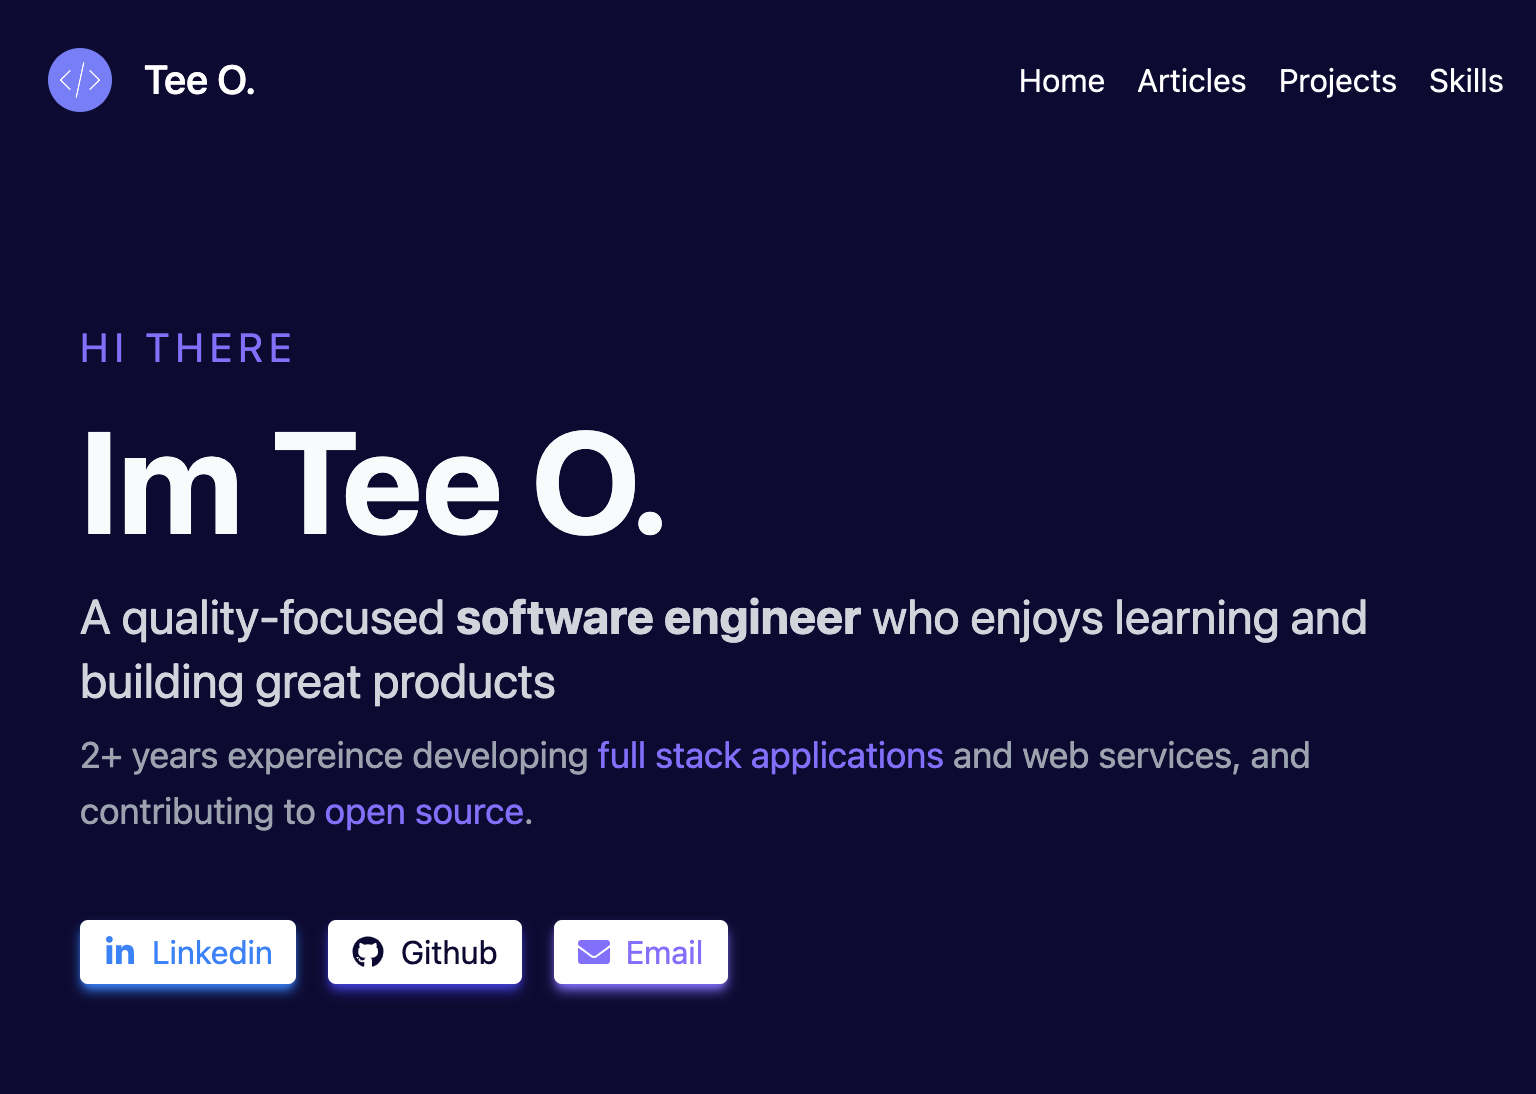 </> Tee O. Home Articles Projects Skills
HI THERE
Im Tee O.
A quality-focused software engineer who enjoys learning and
building great products
2+ years expereince developing full stack applications and web services, and
contributing to open source.
in Linkedin Github Email